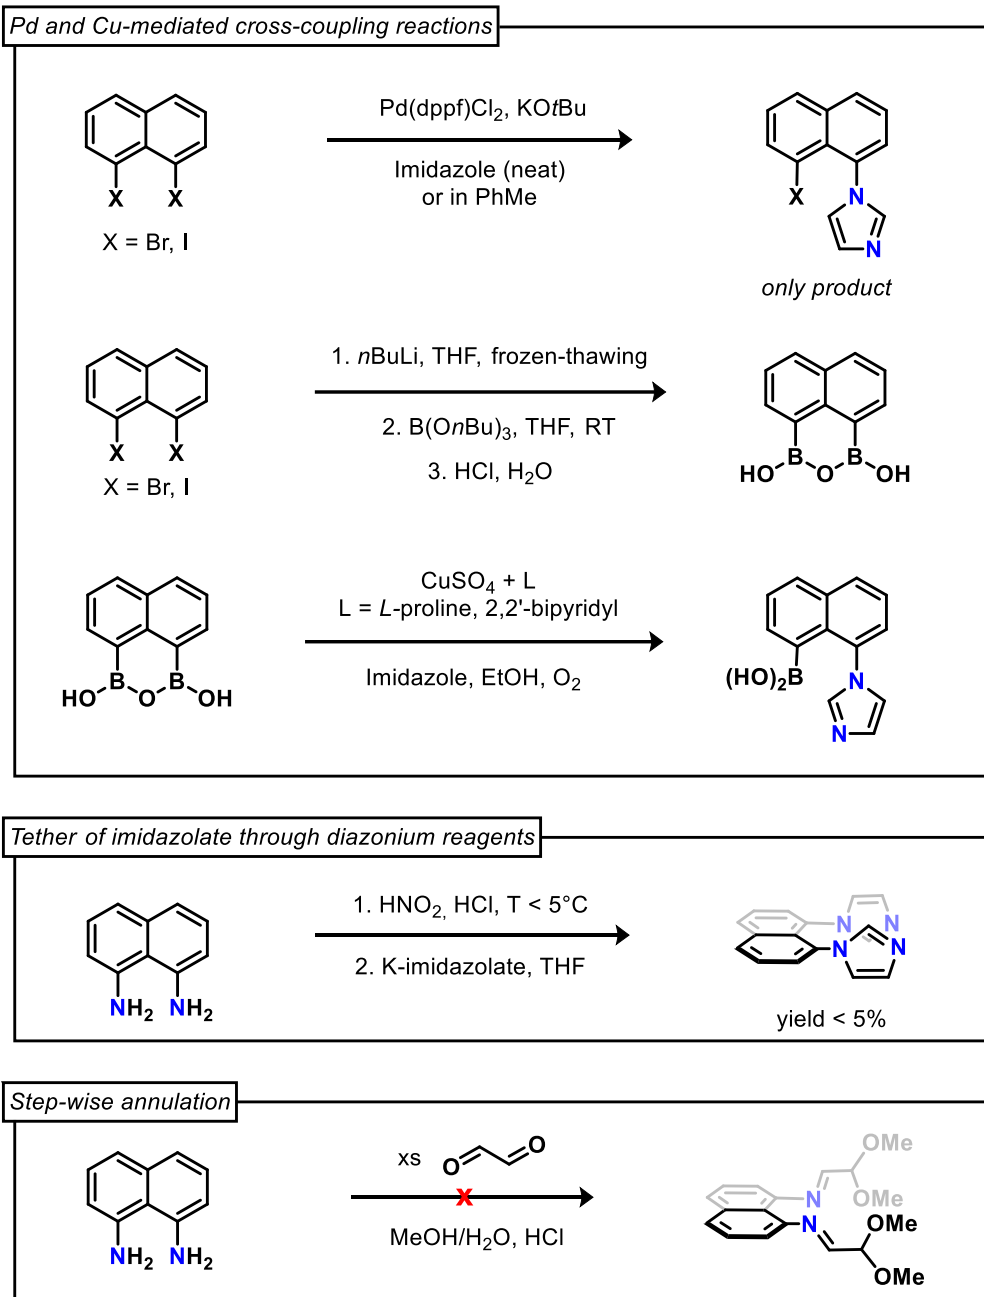 Pd and Cu-mediated cross-coupling reactions
Pd(dppf)Cl2, KOtBu
Imidazole (neat)
or in PhMe
X X
X = Br, I
X N
N
only product
1. nBuLi, THF, frozen-thawing
2. B(OnBu)3, THF, RT
3. HCl, H2O
X X
X = Br, I
B B
HO O OH
CuSO4 + L
L = L-proline, 2,2'-bipyridyl
Imidazole, EtOH, O2
B B
HO O OH
(HO)2B N
N
Tether of imidazolate through diazonium reagents
1. HNO2, HCl, T < 5°C
2. K-imidazolate, THF
NH2 NH2
N N
N N
yield < 5%
Step-wise annulation
xs O O
X
MeOH/H2O, HCl
NH2 NH2
OMe
N OMe
N OMe
OMe